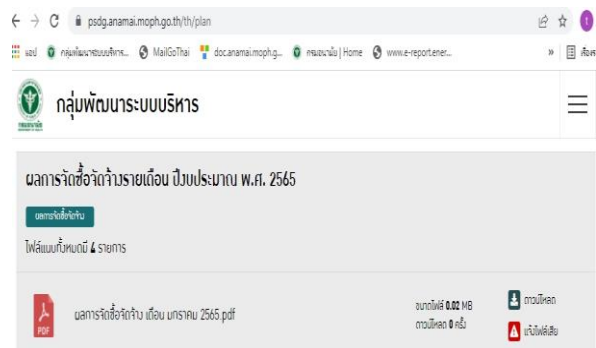 psdg.anamai.moph.go.th/th/plan
แอป กลุ่มพัฒนาระบบบริหาร... MailGoThai doc.anamai.moph.g... กรมอนามัย | Home www.e-report.ener... »
กลุ่มพัฒนาระบบบริหาร
ผลการจัดซื้อจัดจ้างรายเดือน ปีงบประมาณ พ.ศ. 2565
ผลการจัดซื้อจัดจ้าง
ไฟล์แนบทั้งหมดมี 4 รายการ
PDF
ผลการจัดซื้อจัดจ้าง เดือน มกราคม 2565.pdf
ขนาดไฟล์ 0.02 MB
ดาวน์โหลด 0 ครั้ง
ดาวน์โหลด
แจ้งไฟล์เสีย